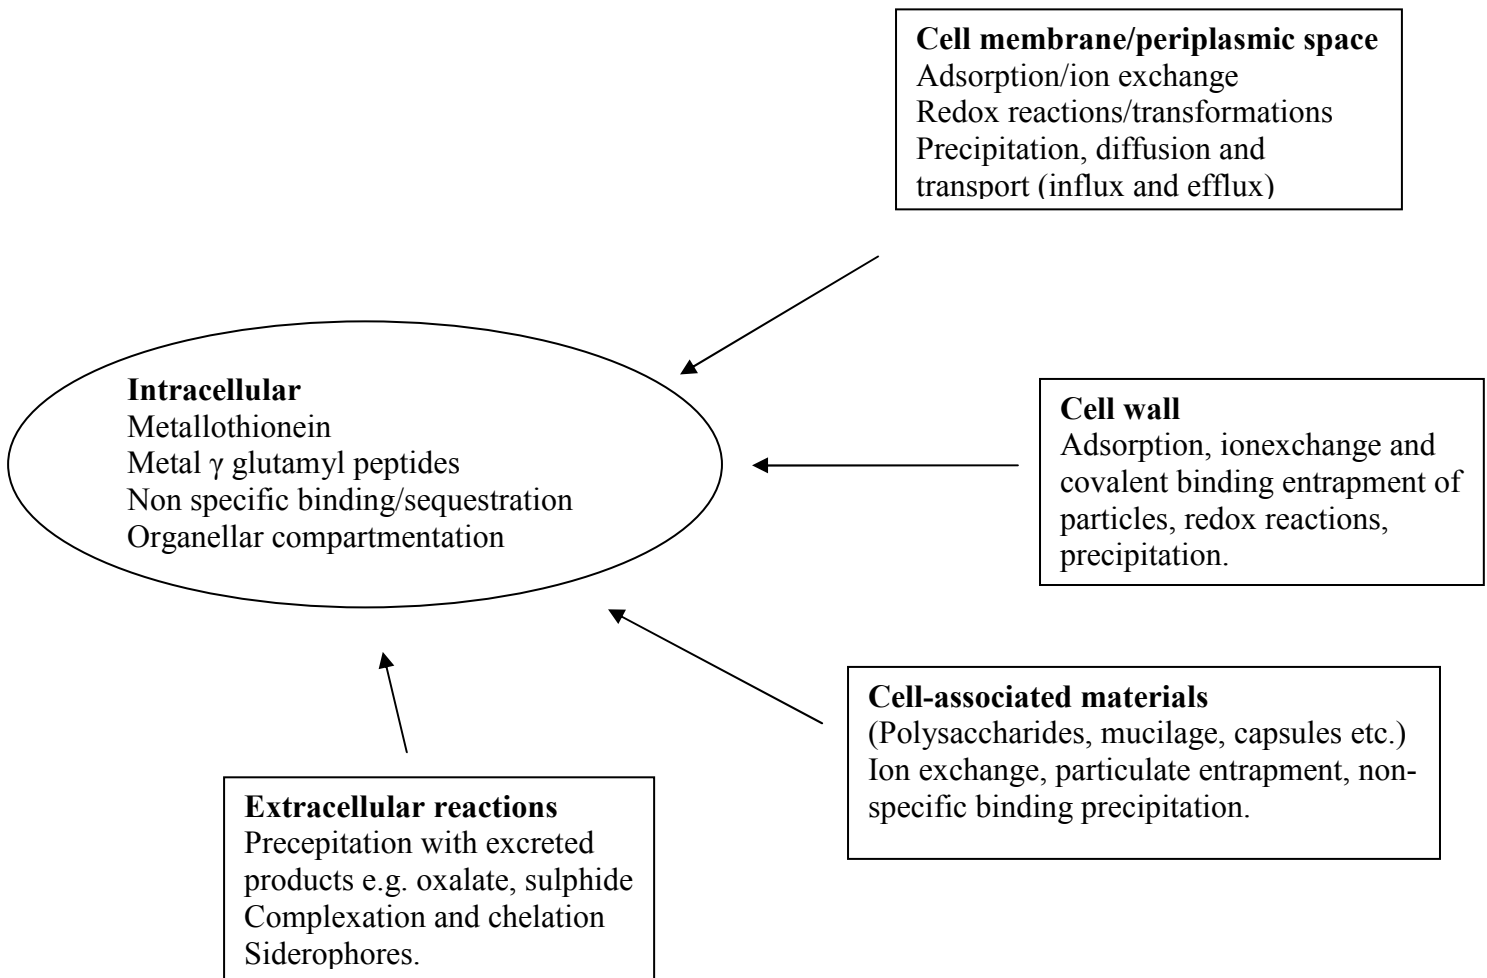 Cell membrane/periplasmic space
Adsorption/ion exchange
Redox reactions/transformations
Precipitation, diffusion and
transport (influx and efflux)
Intracellular
Metallothionein
Metal γ glutamyl peptides
Non specific binding/sequestration
Organellar compartmentation
Cell wall
Adsorption, ionexchange and
covalent binding entrapment of
particles, redox reactions,
precipitation.
Cell-associated materials
(Polysaccharides, mucilage, capsules etc.)
Ion exchange, particulate entrapment, non-
specific binding precipitation.
Extracellular reactions
Precepitation with excreted
products e.g. oxalate, sulphide
Complexation and chelation
Siderophores.